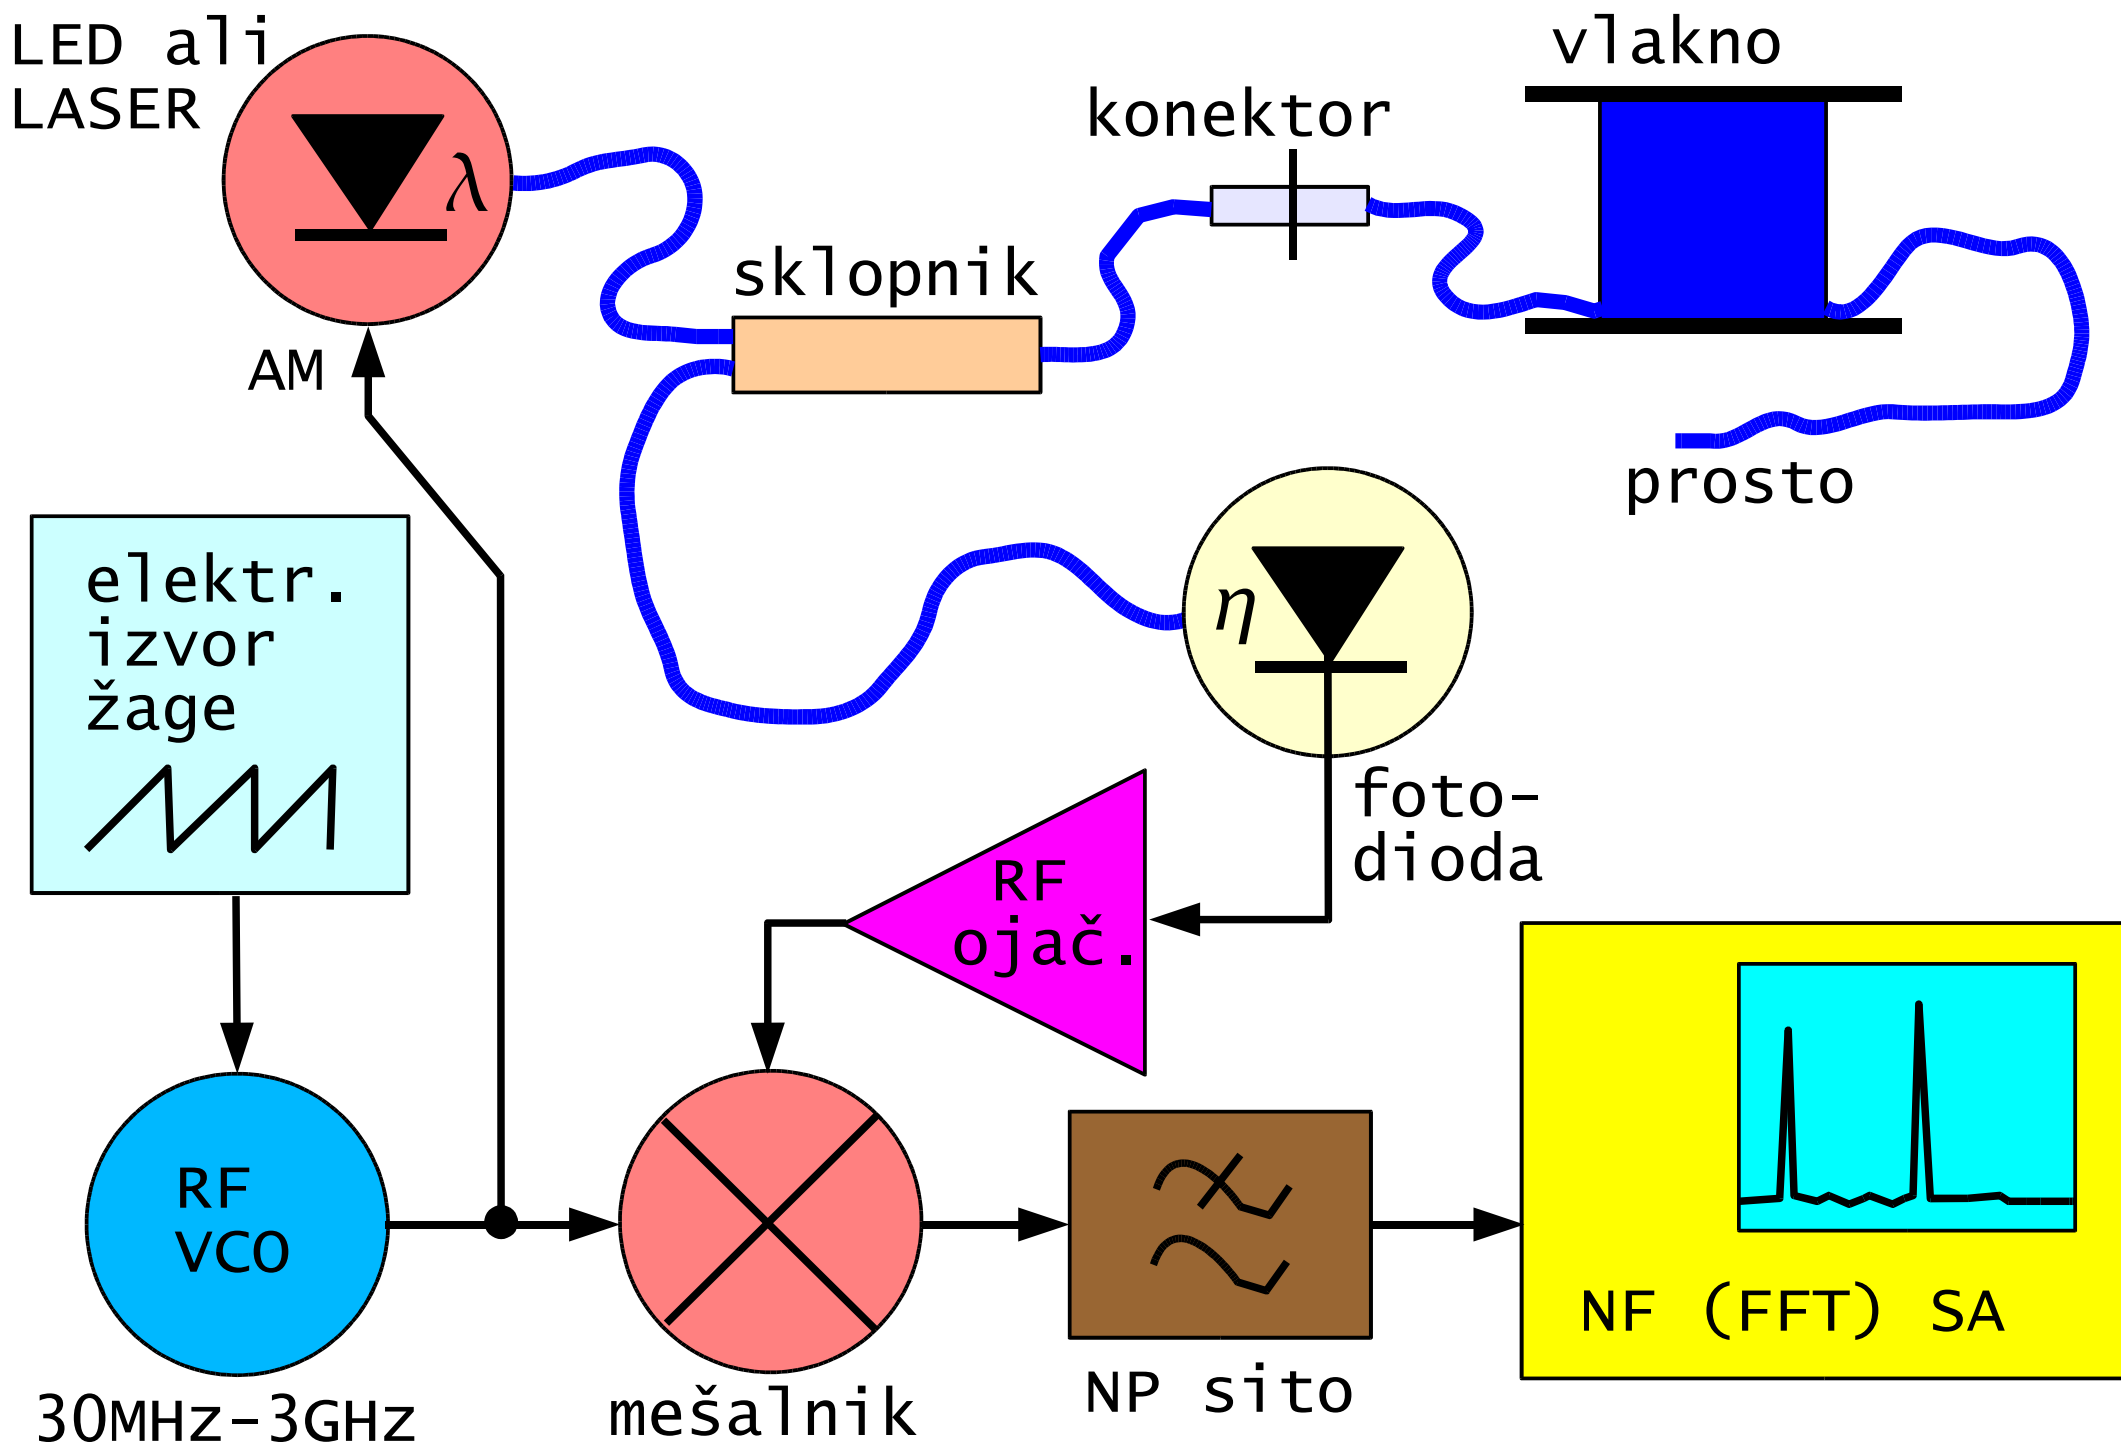 LED ali
LASER
λ
vlakno
konektor
sklopnik
AM
prosto
elektr.
izvor
žage
η
foto-
dioda
RF
ojač.
RF
VCO
NF (FFT) SA
30MHz-3GHz
mešalnik
NP sito